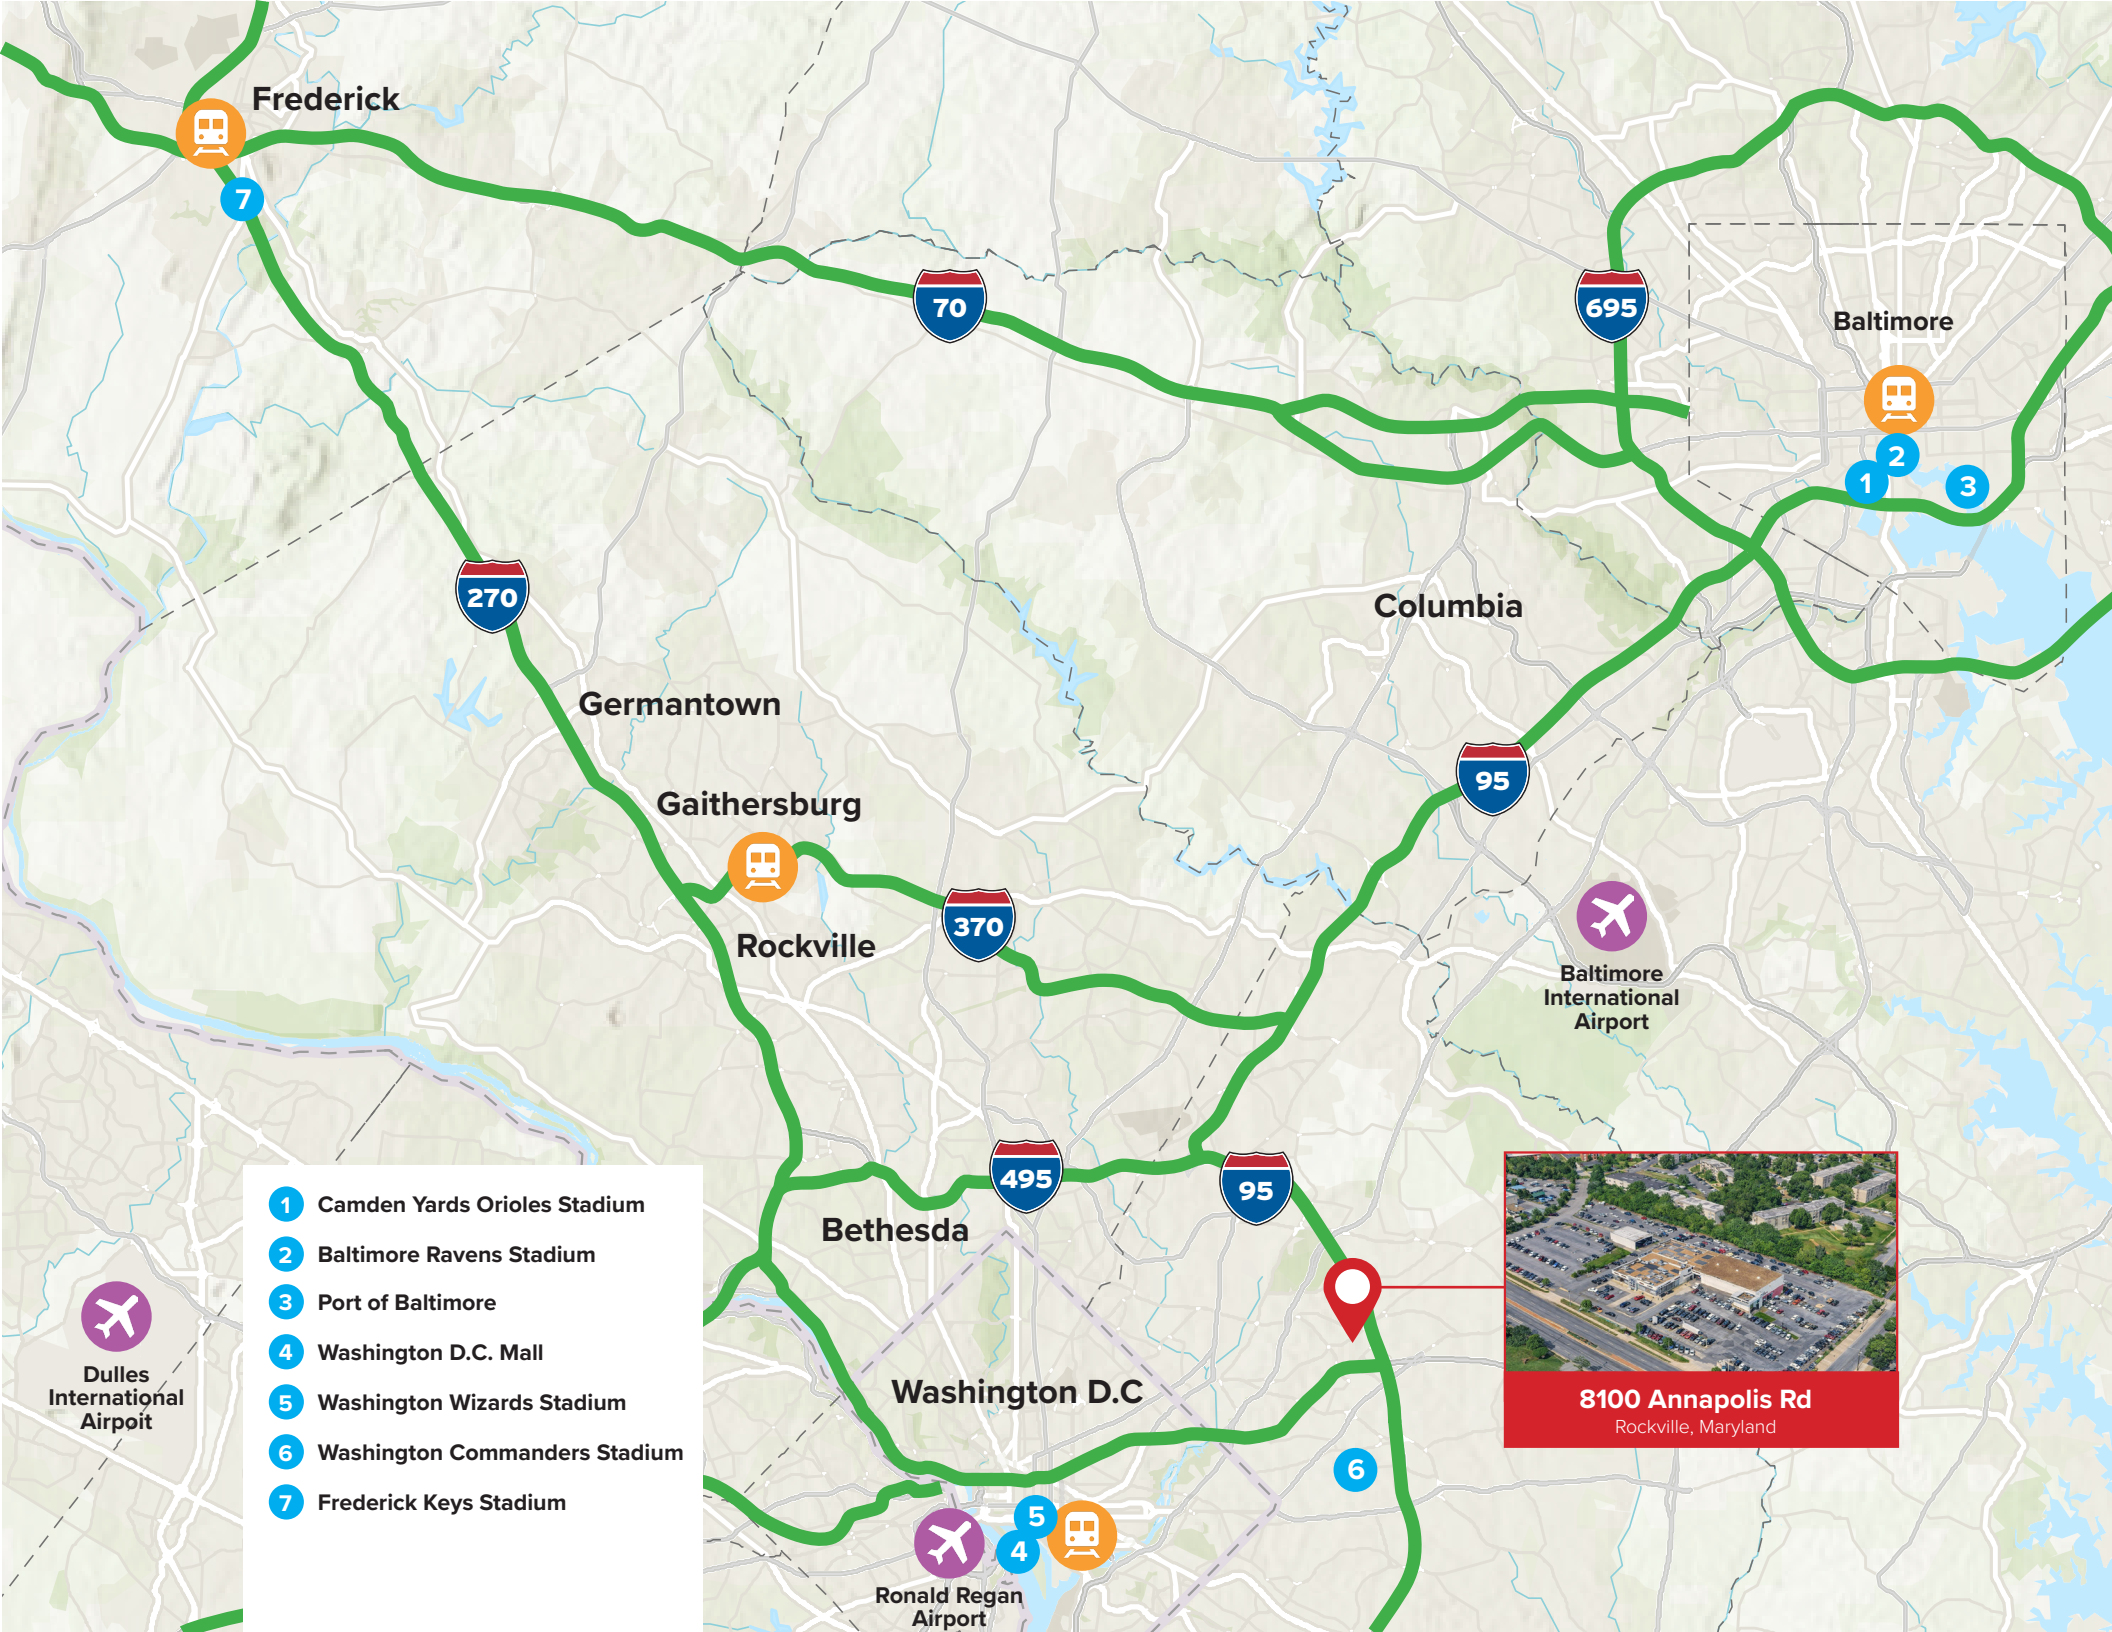 Frederick
7
70
695
Baltimore
2
1
3
270
Columbia
Germantown
95
Gaithersburg
370
Rockville
Baltimore
International
Airport
495
95
Bethesda
1 Camden Yards Orioles Stadium
2 Baltimore Ravens Stadium
3 Port of Baltimore
4 Washington D.C. Mall
5 Washington Wizards Stadium
6 Washington Commanders Stadium
7 Frederick Keys Stadium
Dulles
International
Airpoit
Washington D.C
8100 Annapolis Rd
Rockville, Maryland
6
5
4
Ronald Regan
Airport